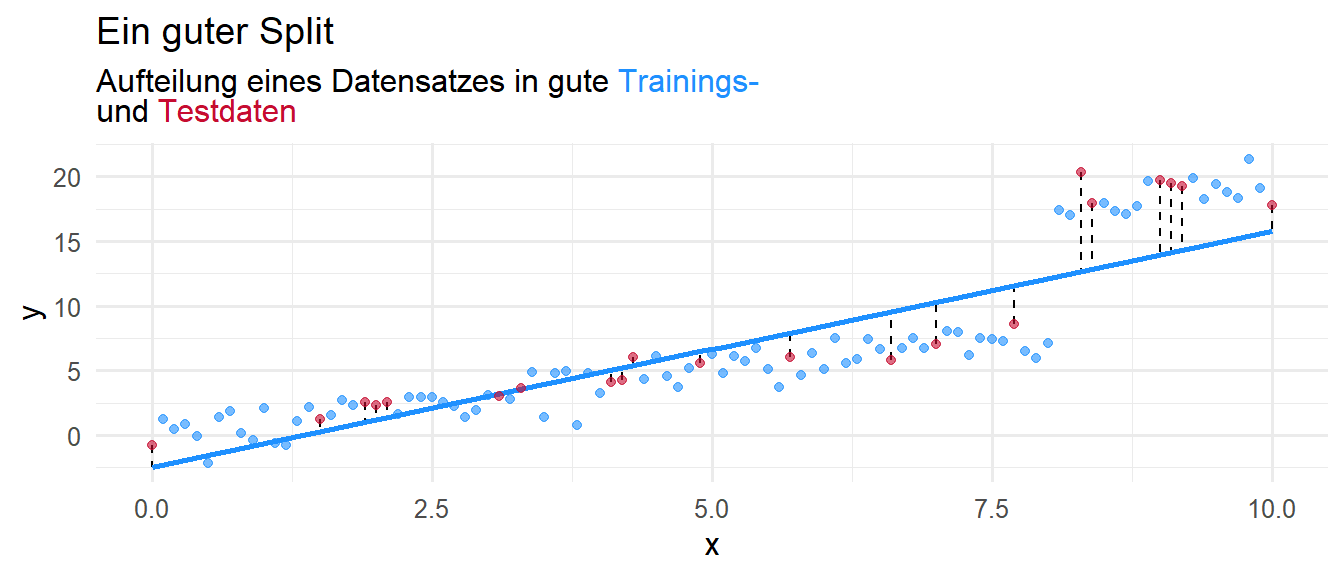 Ein guter Split
Aufteilung eines Datensatzes in gute Trainings-
und Testdaten
20
15
10
5
0
y
0.0 2.5 5.0 7.5 10.0
x